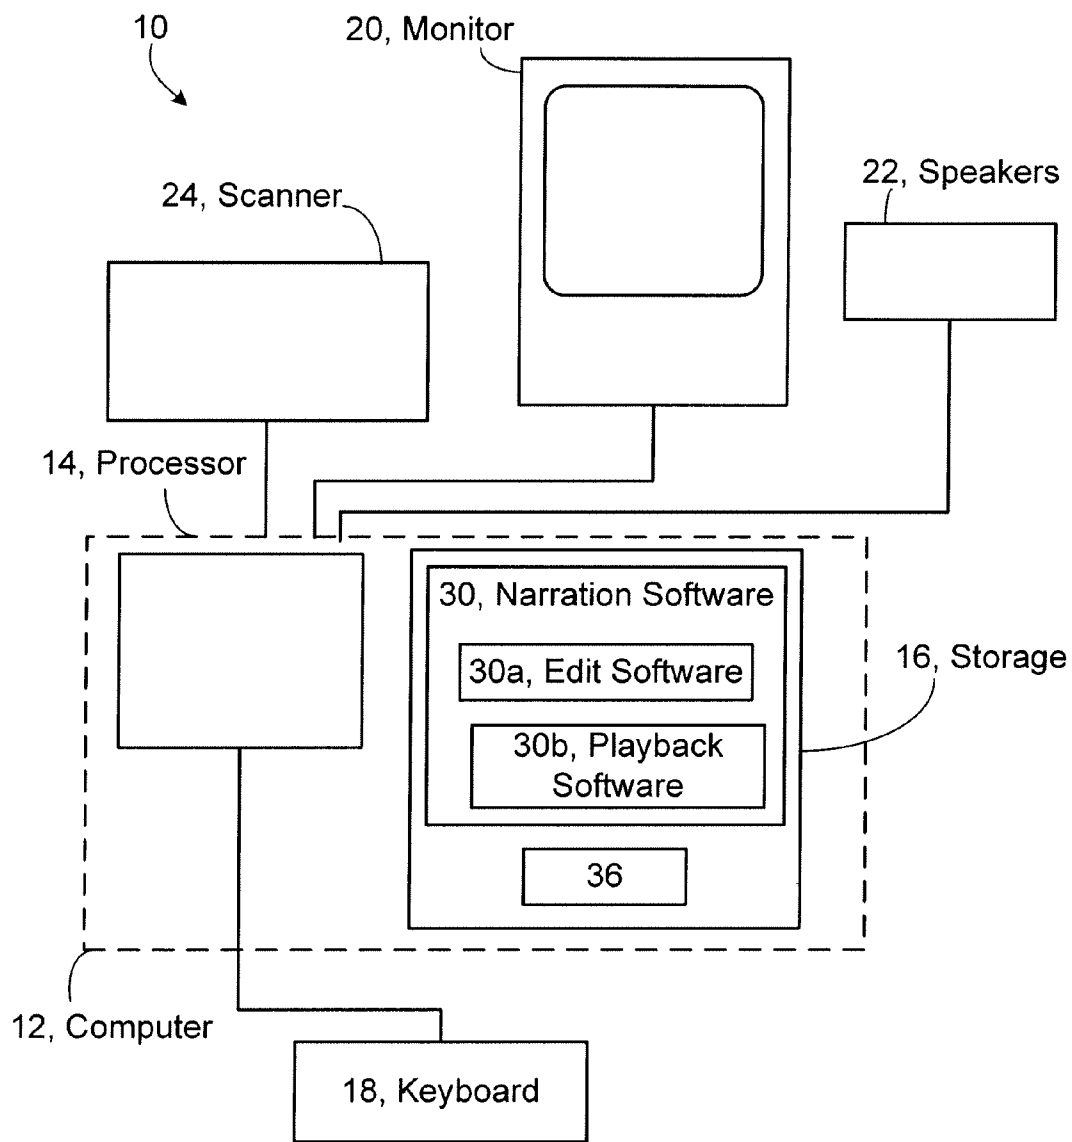 10
20, Monitor
24, Scanner
22, Speakers
14, Processor
30, Narration Software
30a, Edit Software
16, Storage
30b, Playback
Software
36
12, Computer
18, Keyboard